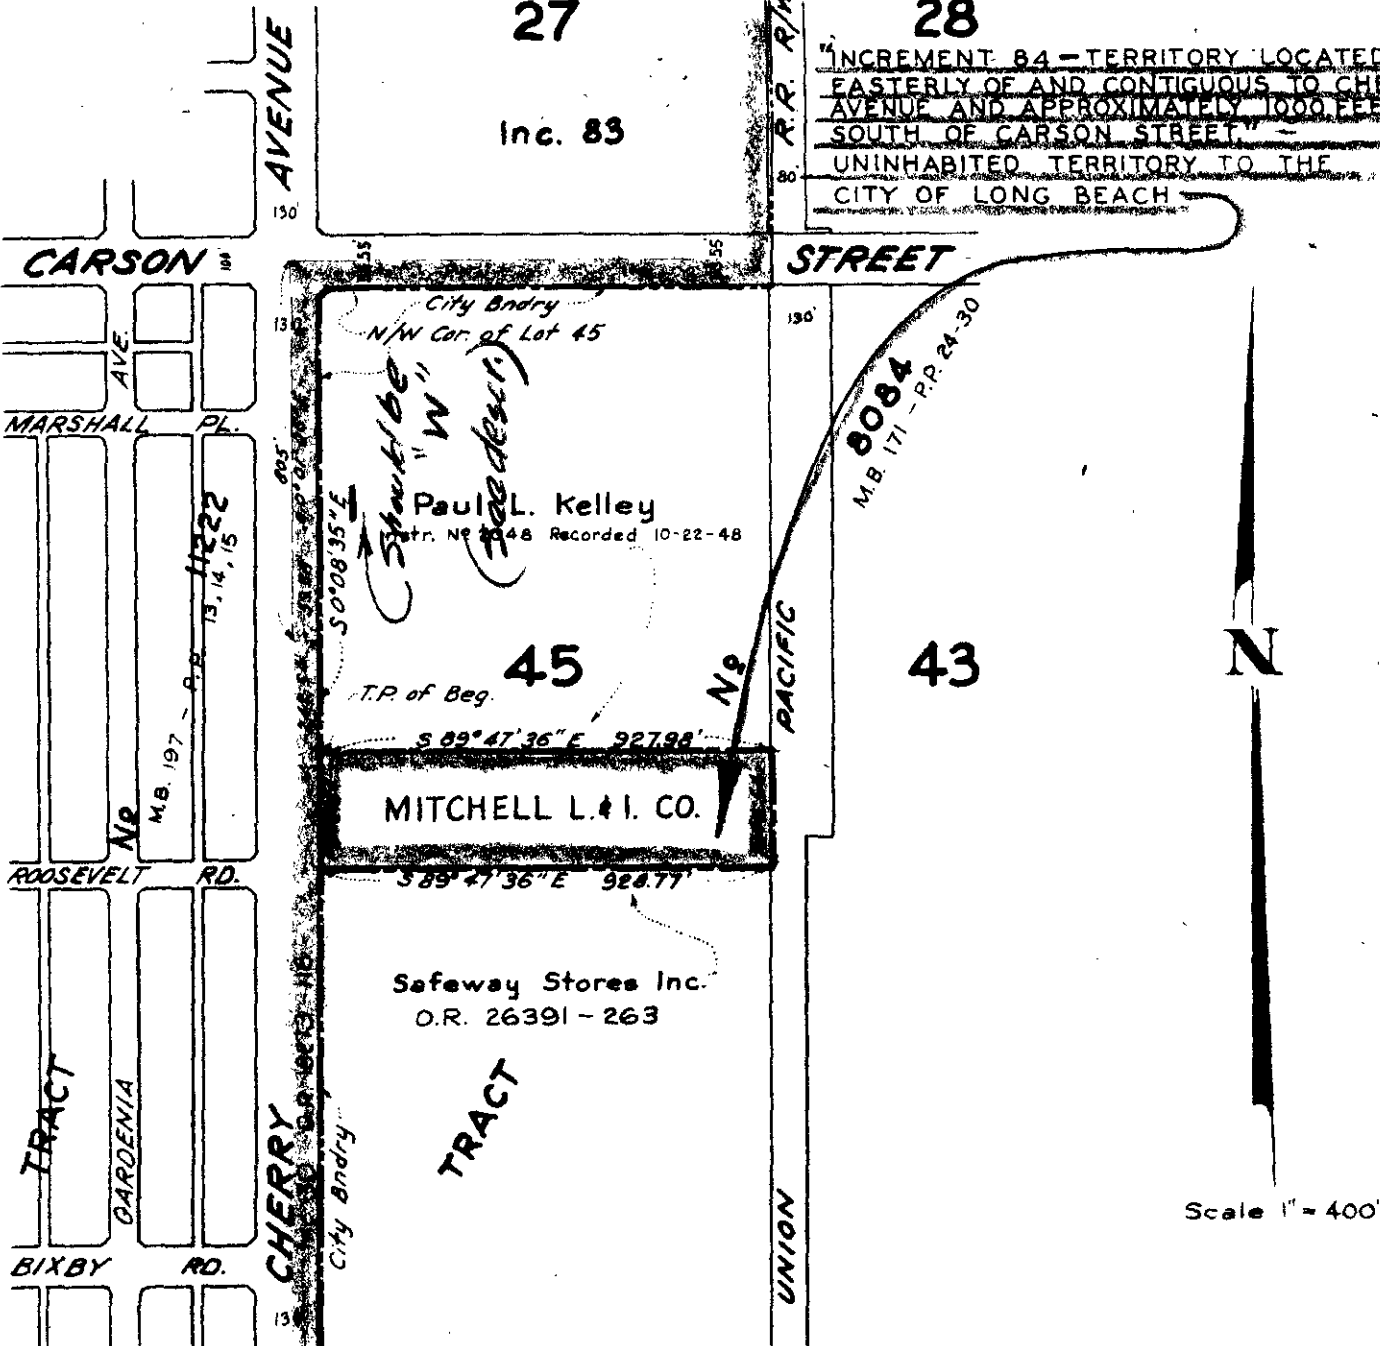 27
28
AVENUE
R.R. R/W
"INCREMENT 84 — TERRITORY LOCATED
EASTERLY OF AND CONTIGUOUS TO CHE
AVENUE AND APPROXIMATELY 1000 FEE
SOUTH OF CARSON STREET," —
UNINHABITED TERRITORY TO THE
CITY OF LONG BEACH
Inc. 83
80'
130'
CARSON
STREET
55'
55'
City Bndry
N/W Cor. of Lot 45
130'
130'
AVE.
MARSHALL PL.
805'
Should be
"W"
(see descr.)
S 0°08'35" E
Paul L. Kelley
Recorded 10-22-48
8084
M.B. 171 - P.P. 24-30
No
11222
M.B. 197 - P.P. 13, 14, 15
No
45
43
N
PACIFIC
T.P. of Beg.
S 89°47'36" E 927.98'
MITCHELL L. & I. CO.
ROOSEVELT RD.
S 89°47'36" E 928.77'
Safeway Stores Inc.
O.R. 26391 - 263
TRACT
TRACT
GARDENIA
CHERRY
City Bndry
UNION
Scale 1" = 400'
BIXBY RD.